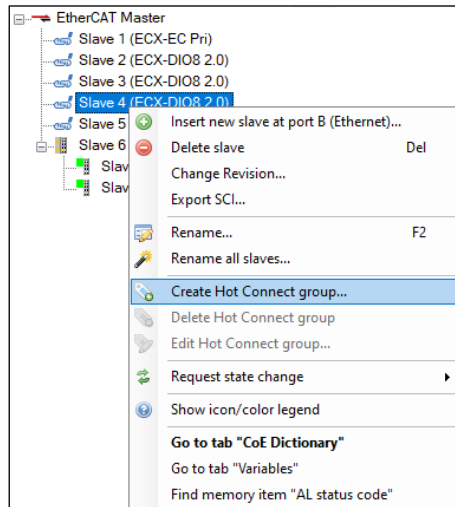 EtherCAT Master
Slave 1 (ECX-EC Pri)
Slave 2 (ECX-DIO8 2.0)
Slave 3 (ECX-DIO8 2.0)
Slave 4 (ECX-DIO8 2.0)
Slave 5
Slave 6
Slav
Slav
Insert new slave at port B (Ethernet)...
Delete slave Del
Change Revision...
Export SCI...
Rename... F2
Rename all slaves...
Create Hot Connect group...
Delete Hot Connect group
Edit Hot Connect group...
Request state change
Show icon/color legend
Go to tab "CoE Dictionary"
Go to tab "Variables"
Find memory item "AL status code"